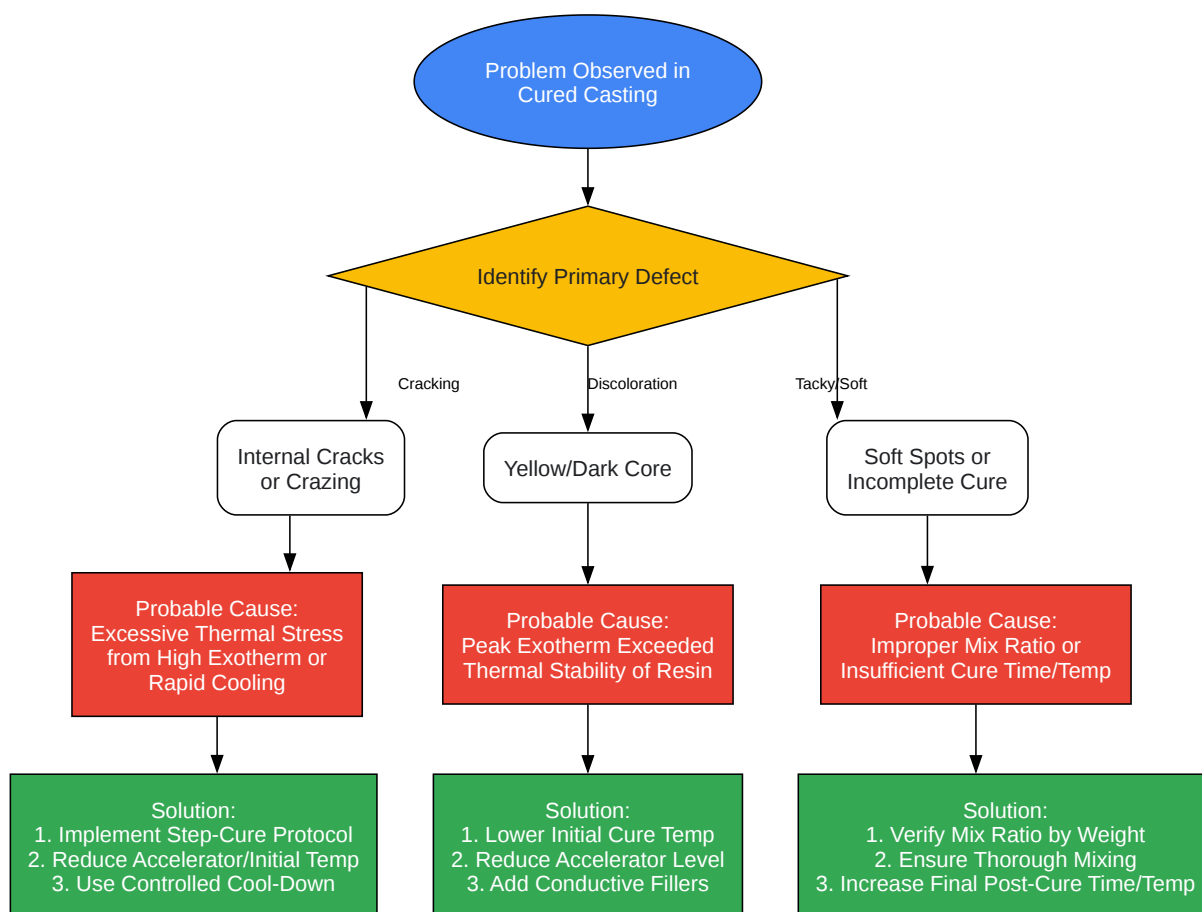 Problem Observed in
Cured Casting
Identify Primary Defect
Cracking
Discoloration
Tacky/Soft
Internal Cracks
or Crazing
Yellow/Dark Core
Soft Spots or
Incomplete Cure
Probable Cause:
Excessive Thermal Stress
from High Exotherm or
Rapid Cooling
Probable Cause:
Peak Exotherm Exceeded
Thermal Stability of Resin
Probable Cause:
Improper Mix Ratio or
Insufficient Cure Time/Temp
Solution:
1. Implement Step-Cure Protocol
2. Reduce Accelerator/Initial Temp
3. Use Controlled Cool-Down
Solution:
1. Lower Initial Cure Temp
2. Reduce Accelerator Level
3. Add Conductive Fillers
Solution:
1. Verify Mix Ratio by Weight
2. Ensure Thorough Mixing
3. Increase Final Post-Cure Time/Temp